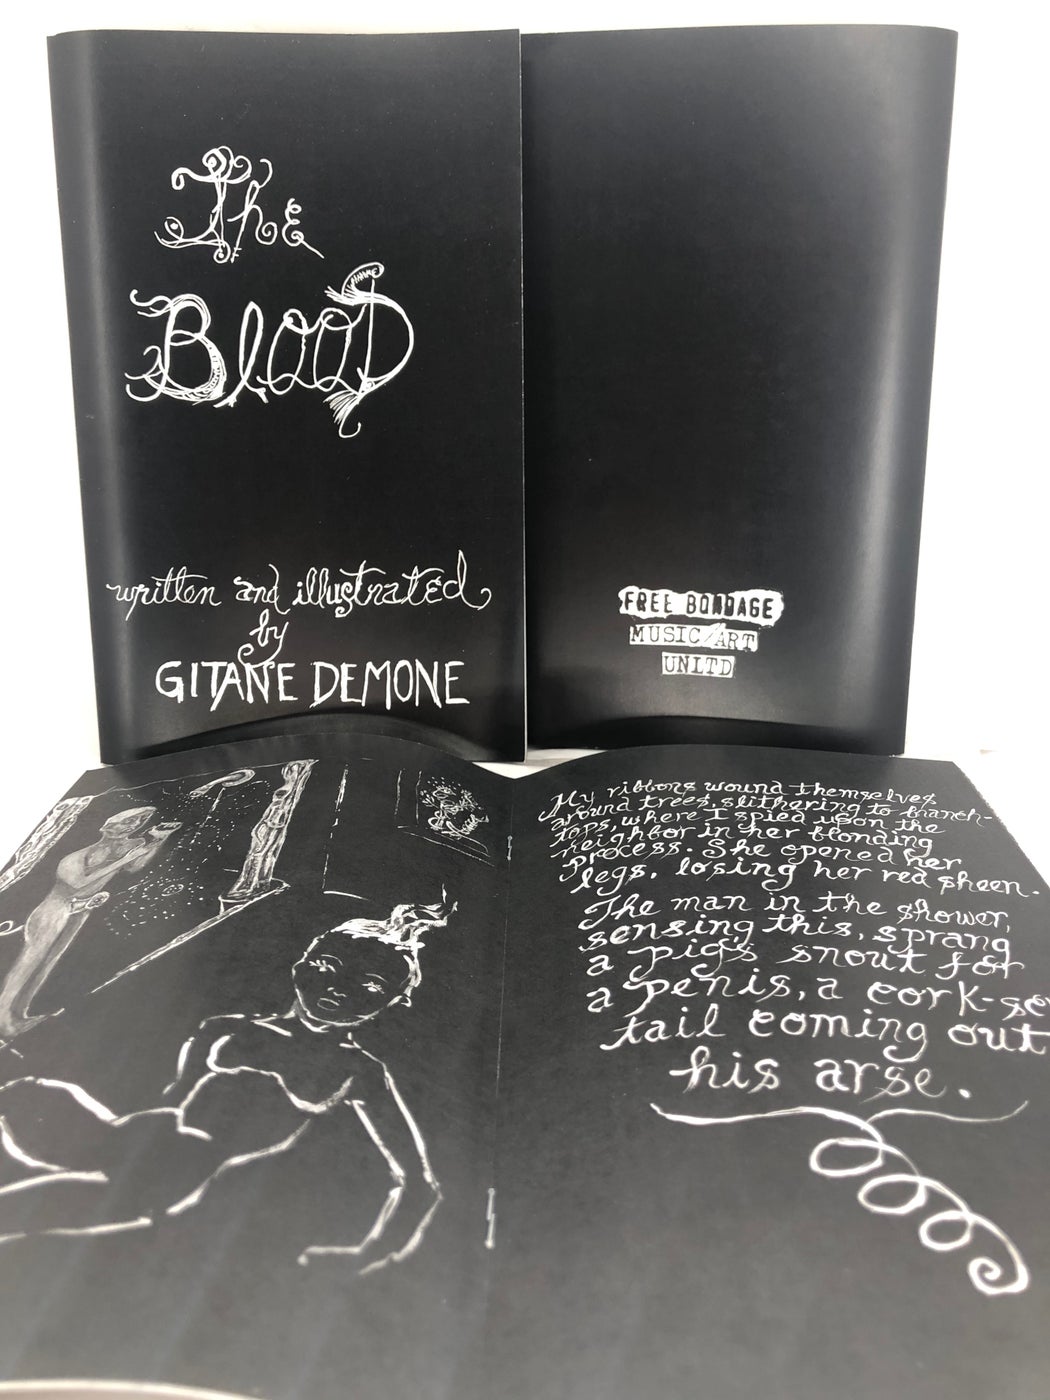 The
Blood
written and illustrated
by
GITANE DEMONE
FREE BONDAGE
MUSIC/ART
UNLTD
My ribbons wound themselves
around trees, slithering to branch-
tops, where I spied upon the
neighbor in her blonding
process. She opened her
legs, losing her red sheen.
The man in the shower,
sensing this, sprang
a pig's snout for
a penis, a cork-sc
tail coming out
his arse.